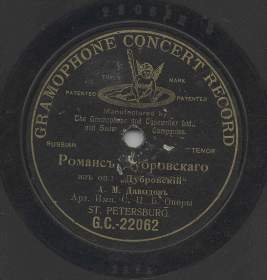 GRAMOPHONE CONCERT RECORD
TRADE MARK
PATENTED PATENTED
Manufactured by
The Gramophone and Typewriter Ltd.,
and Sister Companies.
RUSSIAN
TENOR
Романсъ Дубровскаго
изъ оп. „Дубровскій“
А. М. Давыдовъ
Арт. Имп. С. П. Б. Оперы
ST. PETERSBURG
G.C.-22062